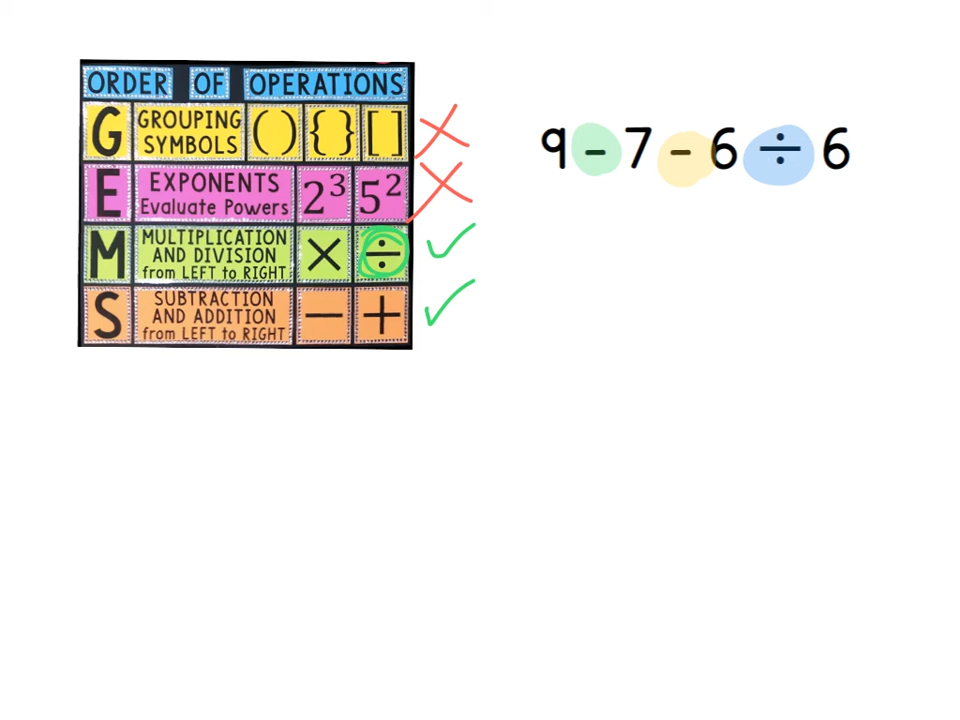 ORDER OF OPERATIONS
G GROUPING SYMBOLS ( ) { } [ ]
E EXPONENTS Evaluate Powers 2³ 5²
M MULTIPLICATION AND DIVISION from LEFT to RIGHT × ÷
S SUBTRACTION AND ADDITION from LEFT to RIGHT − +
9 - 7 - 6 ÷ 6